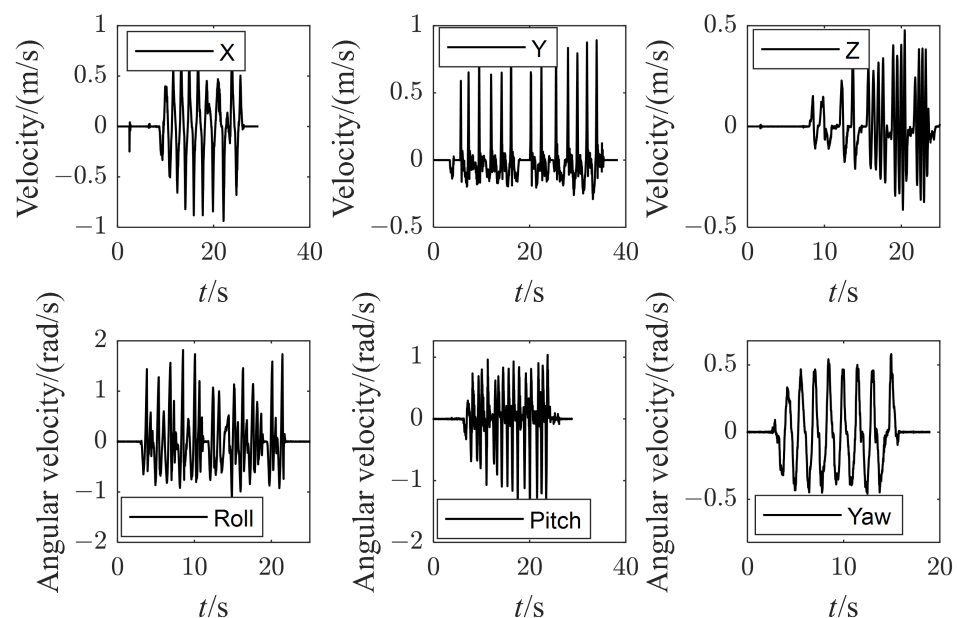 Velocity/(m/s)
1
0.5
0
−0.5
−1
X
0 20 40
t/s
Velocity/(m/s)
1
0.5
0
−0.5
Y
0 20 40
t/s
Velocity/(m/s)
0.5
0
−0.5
Z
0 10 20
t/s
Angular velocity/(rad/s)
2
1
0
−1
−2
Roll
0 10 20
t/s
Angular velocity/(rad/s)
1
0
−1
−2
Pitch
0 20 40
t/s
Angular velocity/(rad/s)
0.5
0
−0.5
Yaw
0 10 20
t/s